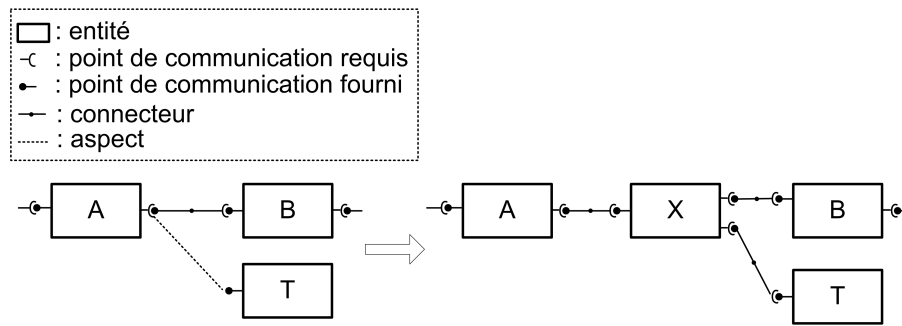 : entité
: point de communication requis
: point de communication fourni
: connecteur
: aspect
A
B
T
A
X
B
T